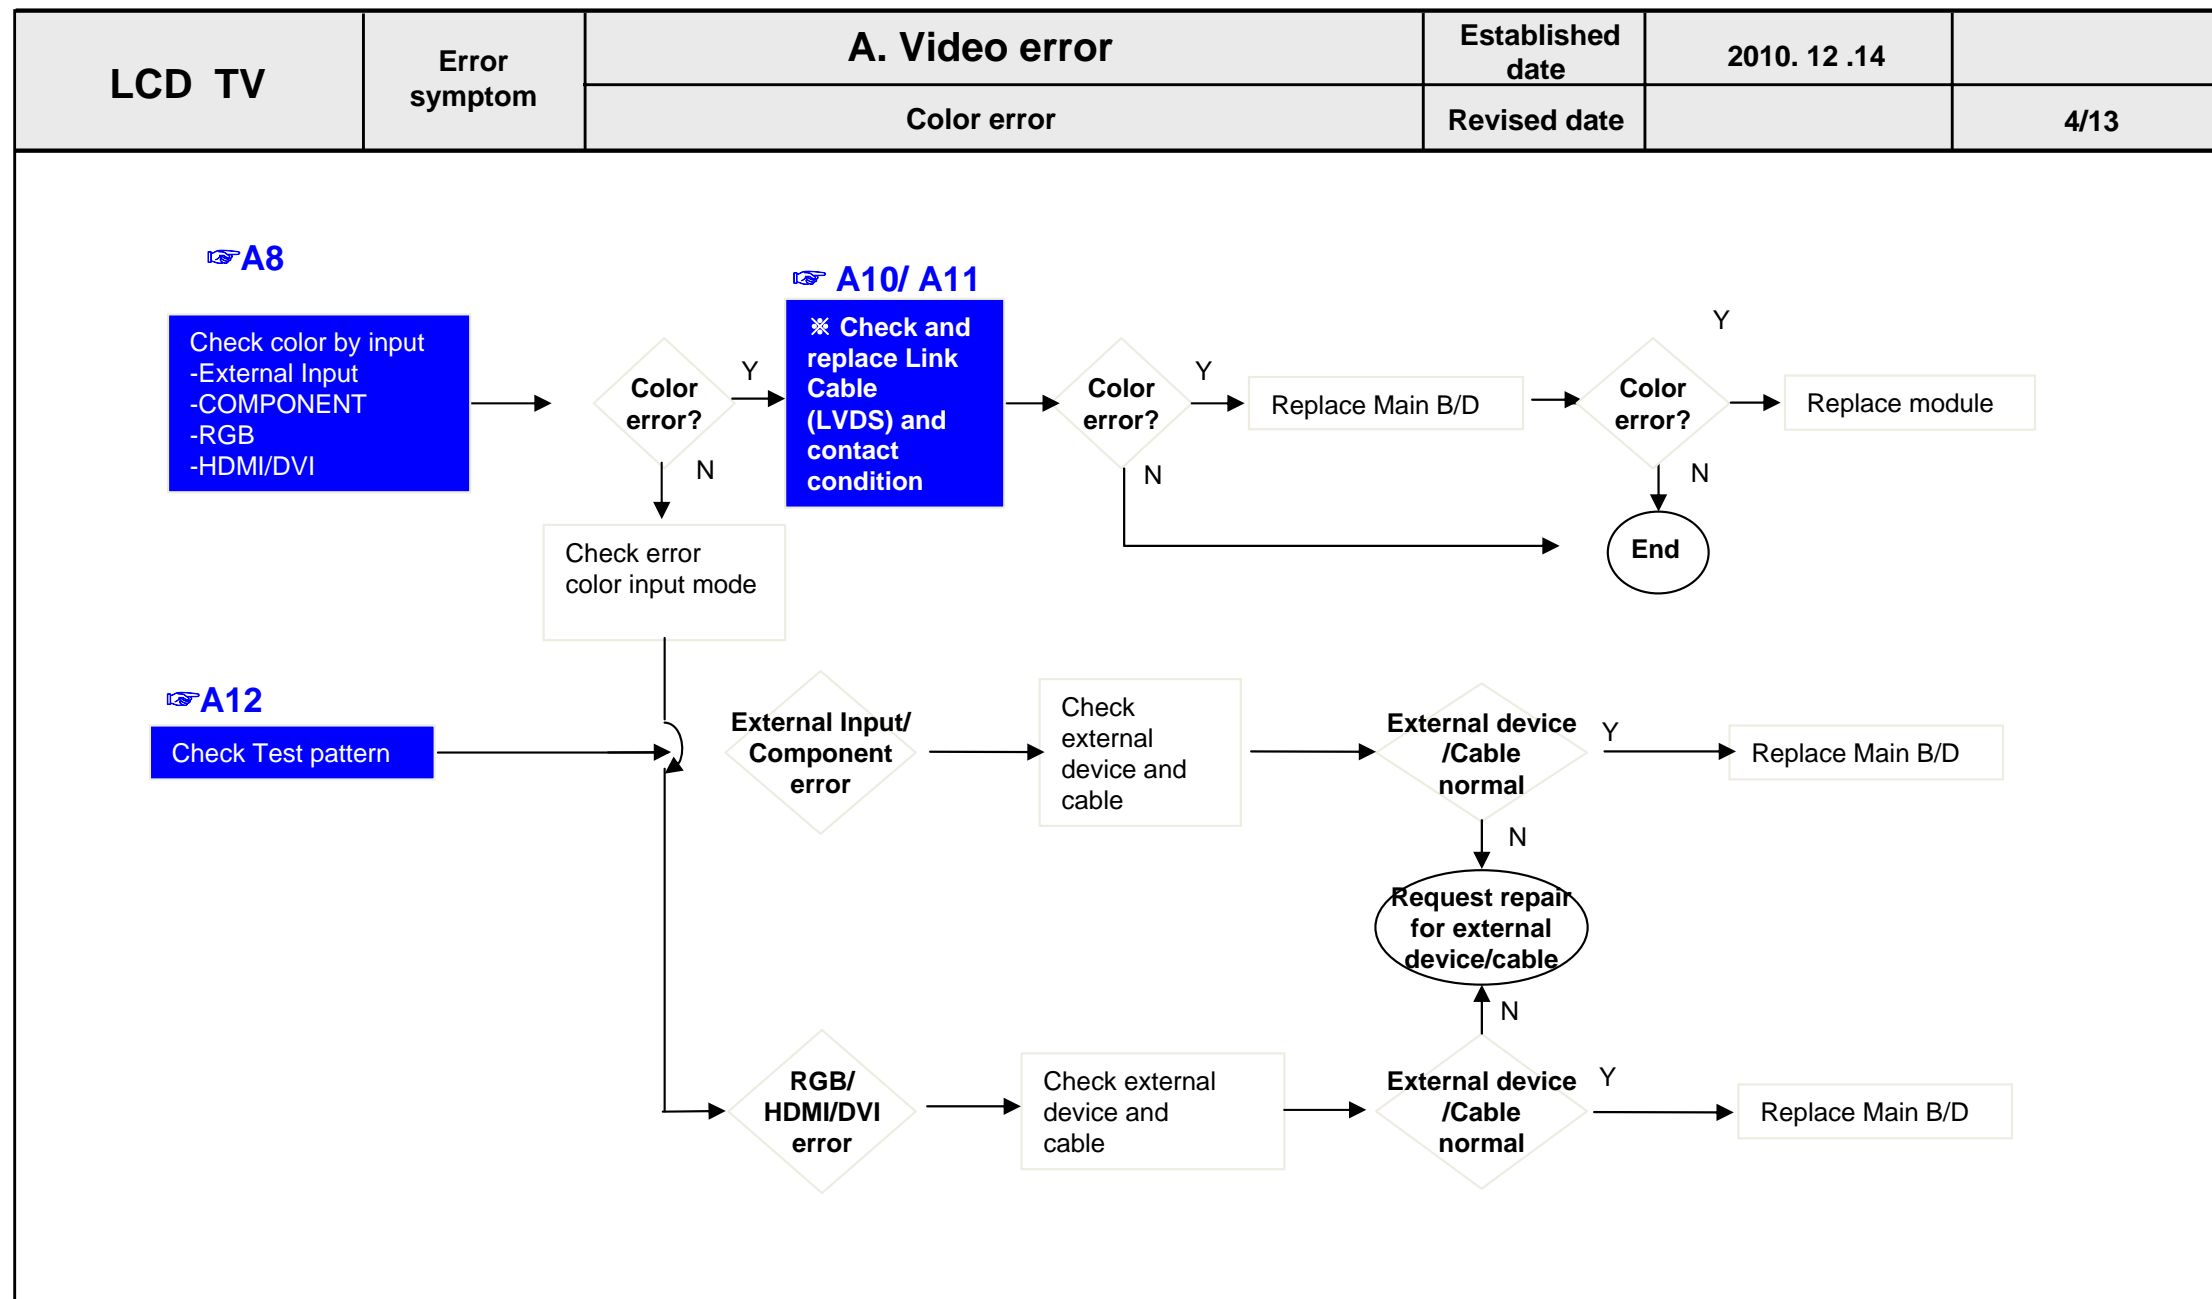 LCD TV
Error
symptom
A. Video error
Established
date
2010. 12 .14
Color error
Revised date
4/13
☞A8
☞ A10/ A11
Check color by input
-External Input
-COMPONENT
-RGB
-HDMI/DVI
Color
error?
Y
N
※ Check and
replace Link
Cable
(LVDS) and
contact
condition
Color
error?
Y
N
Replace Main B/D
Color
error?
Y
N
Replace module
End
Check error
color input mode
☞A12
Check Test pattern
External Input/
Component
error
Check
external
device and
cable
External device
/Cable
normal
Y
N
Replace Main B/D
Request repair
for external
device/cable
N
RGB/
HDMI/DVI
error
Check external
device and
cable
External device
/Cable
normal
Y
Replace Main B/D